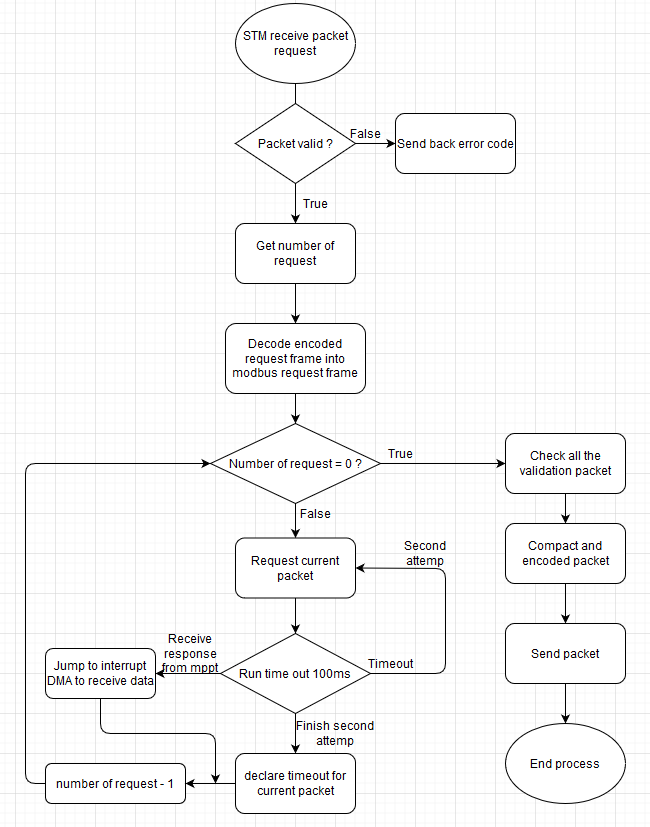 STM receive packet
request
Packet valid ?
False
Send back error code
True
Get number of
request
Decode encoded
request frame into
modbus request frame
Number of request = 0 ?
True
Check all the
validation packet
False
Request current
packet
Second
attemp
Compact and
encoded packet
Receive
response
from mppt
Jump to interrupt
DMA to receive data
Run time out 100ms
Timeout
Send packet
Finish second
attemp
declare timeout for
current packet
number of request - 1
End process